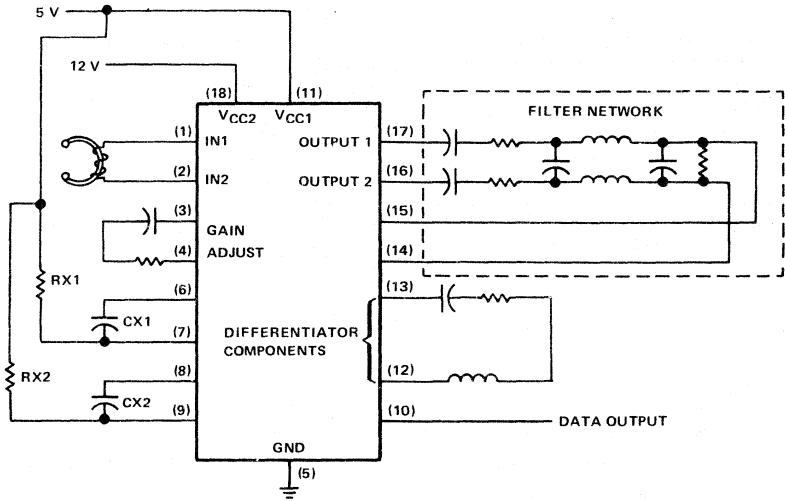 5 V
12 V
(18)
(11)
VCC2
VCC1
FILTER NETWORK
(1)
IN1
OUTPUT 1
(17)
(2)
IN2
OUTPUT 2
(16)
(3)
GAIN
ADJUST
(15)
(4)
(14)
RX1
(6)
(13)
CX1
(7)
DIFFERENTIATOR
COMPONENTS
RX2
(8)
(12)
CX2
(9)
(10)
DATA OUTPUT
GND
(5)